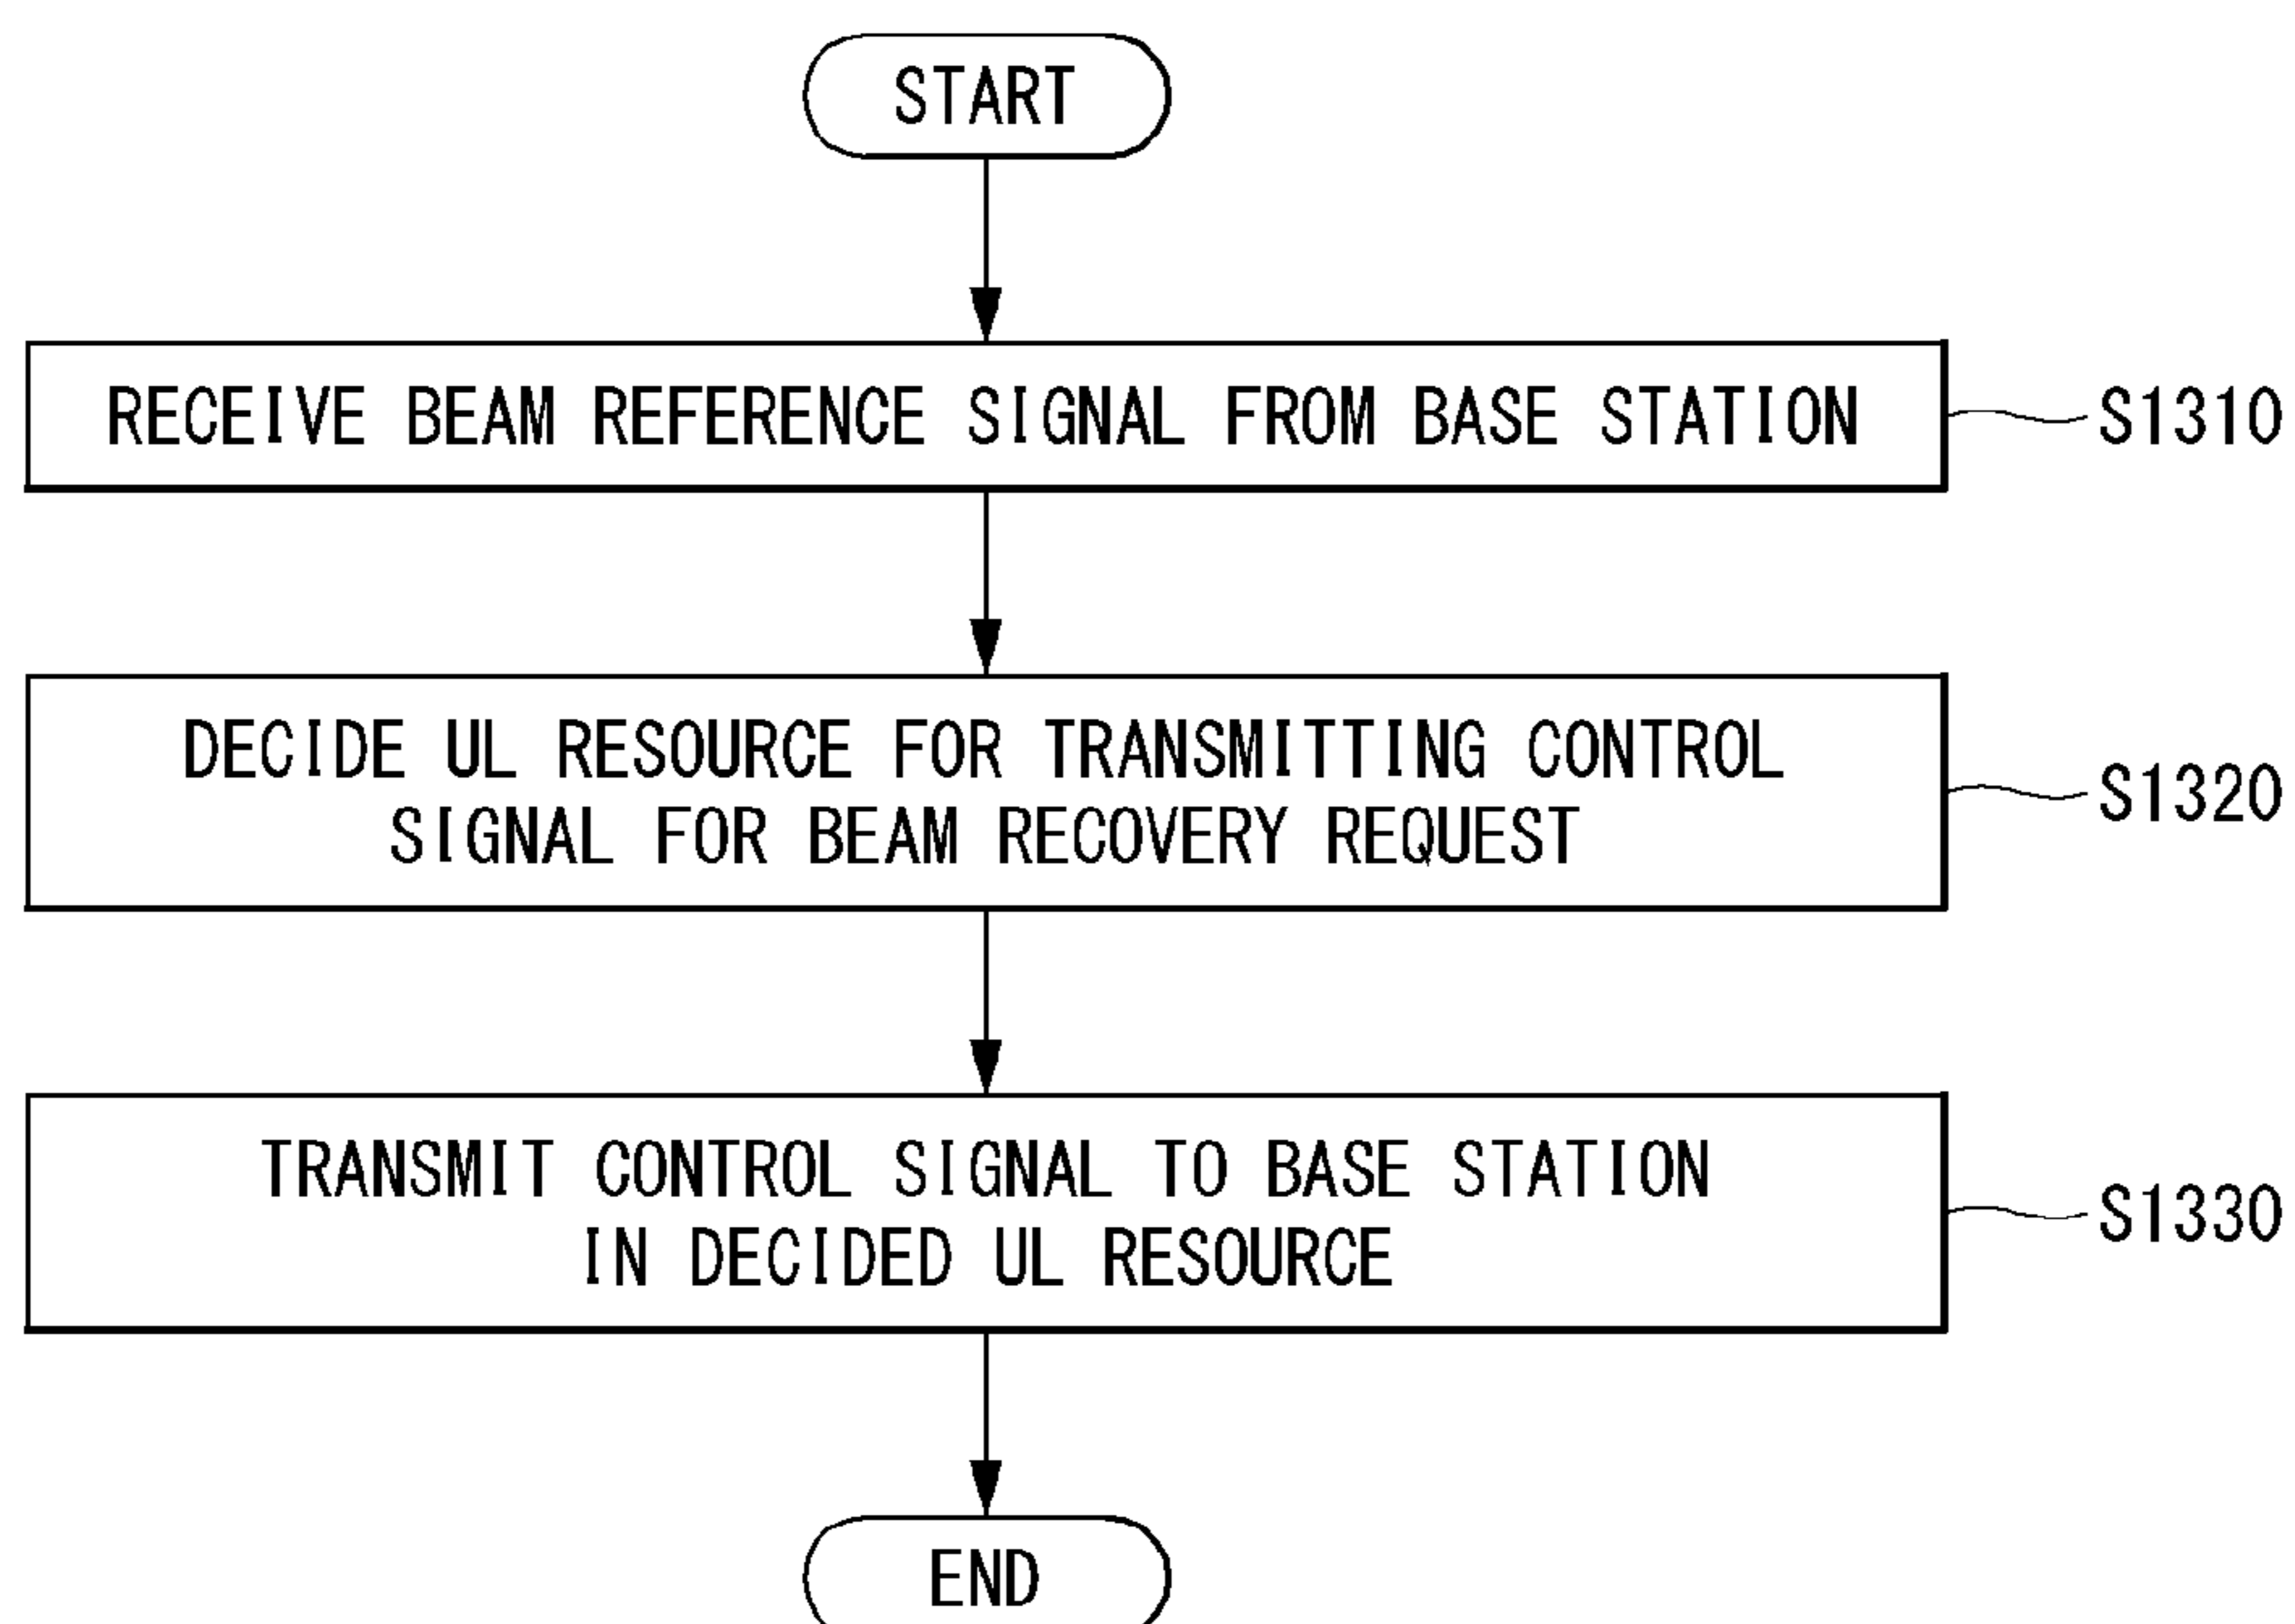 START
RECEIVE BEAM REFERENCE SIGNAL FROM BASE STATION
S1310
DECIDE UL RESOURCE FOR TRANSMITTING CONTROL
SIGNAL FOR BEAM RECOVERY REQUEST
S1320
TRANSMIT CONTROL SIGNAL TO BASE STATION
IN DECIDED UL RESOURCE
S1330
END